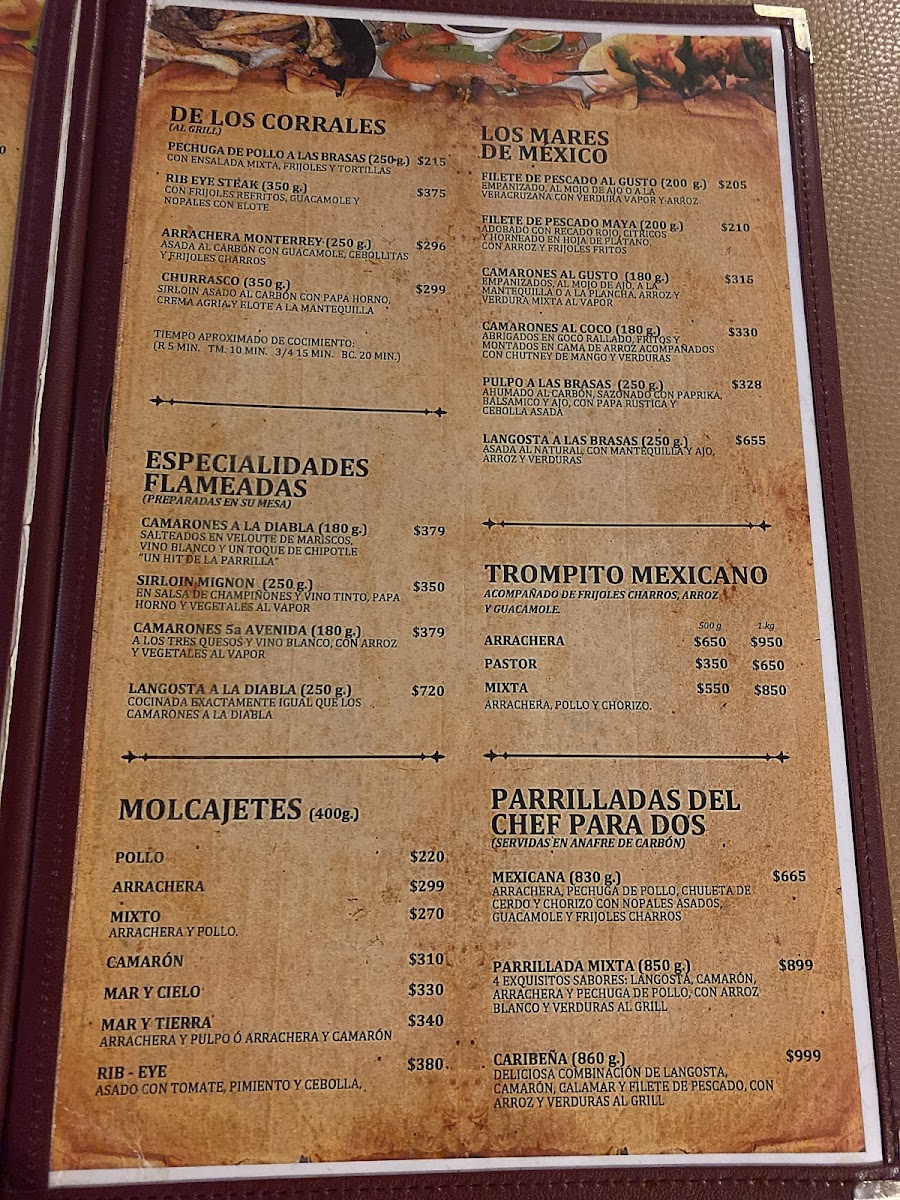 DE LOS CORRALES
(AL GRILL)
PECHUGA DE POLLO A LAS BRASAS (250 g.) $215
CON ENSALADA MIXTA, FRIJOLES Y TORTILLAS
RIB EYE STEAK (350 g.) $375
CON FRIJOLES REFRITOS, GUACAMOLE Y
NOPALES CON ELOTE
ARRACHERA MONTERREY (250 g.) $296
ASADA AL CARBÓN CON GUACAMOLE, CEBOLLITAS
Y FRIJOLES CHARROS
CHURRASCO (350 g.) $299
SIRLOIN ASADO AL CARBÓN CON PAPA HORNO,
CREMA AGRIA Y ELOTE A LA MANTEQUILLA
TIEMPO APROXIMADO DE COCIMIENTO:
(R 5 MIN. TM. 10 MIN. 3/4 15 MIN. BC. 20 MIN.)
ESPECIALIDADES
FLAMEADAS
(PREPARADAS EN SU MESA)
CAMARONES A LA DIABLA (180 g.) $379
SALTEADOS EN VELOUTE DE MARISCOS,
VINO BLANCO Y UN TOQUE DE CHIPOTLE
"UN HIT DE LA PARRILLA"
SIRLOIN MIGNON (250 g.) $350
EN SALSA DE CHAMPIÑONES Y VINO TINTO, PAPA
HORNO Y VEGETALES AL VAPOR
CAMARONES 5a AVENIDA (180 g.) $379
A LOS TRES QUESOS Y VINO BLANCO, CON ARROZ
Y VEGETALES AL VAPOR
LANGOSTA A LA DIABLA (250 g.) $720
COCINADA EXACTAMENTE IGUAL QUE LOS
CAMARONES A LA DIABLA
MOLCAJETES (400g.)
POLLO $220
ARRACHERA $299
MIXTO $270
ARRACHERA Y POLLO.
CAMARÓN $310
MAR Y CIELO $330
MAR Y TIERRA $340
ARRACHERA Y PULPO Ó ARRACHERA Y CAMARÓN
RIB - EYE $380
ASADO CON TOMATE, PIMIENTO Y CEBOLLA,
LOS MARES
DE MÉXICO
FILETE DE PESCADO AL GUSTO (200 g.) $205
EMPANIZADO, AL MOJO DE AJO O A LA
VERACRUZANA CON VERDURA VAPOR Y ARROZ
FILETE DE PESCADO MAYA (200 g.) $210
ADOBADO CON RECADO ROJO, CÍTRICOS
Y HORNEADO EN HOJA DE PLÁTANO.
CON ARROZ Y FRIJOLES FRITOS
CAMARONES AL GUSTO (180 g.) $315
EMPANIZADOS, AL MOJO DE AJO, A LA
MANTEQUILLA O A LA PLANCHA, ARROZ Y
VERDURA MIXTA AL VAPOR
CAMARONES AL COCO (180 g.) $330
ABRIGADOS EN COCO RALLADO, FRITOS Y
MONTADOS EN CAMA DE ARROZ ACOMPAÑADOS
CON CHUTNEY DE MANGO Y VERDURAS
PULPO A LAS BRASAS (250 g.) $328
AHUMADO AL CARBÓN, SAZONADO CON PAPRIKA,
BALSAMICO Y AJO, CON PAPA RUSTICA Y
CEBOLLA ASADA
LANGOSTA A LAS BRASAS (250 g.) $655
ASADA AL NATURAL, CON MANTEQUILLA Y AJO,
ARROZ Y VERDURAS
TROMPITO MEXICANO
ACOMPAÑADO DE FRIJOLES CHARROS, ARROZ
Y GUACAMOLE.
500 g 1 kg
ARRACHERA $650 $950
PASTOR $350 $650
MIXTA $550 $850
ARRACHERA, POLLO Y CHORIZO.
PARRILLADAS DEL
CHEF PARA DOS
(SERVIDAS EN ANAFRE DE CARBÓN)
MEXICANA (830 g.) $665
ARRACHERA, PECHUGA DE POLLO, CHULETA DE
CERDO Y CHORIZO CON NOPALES ASADOS,
GUACAMOLE Y FRIJOLES CHARROS
PARRILLADA MIXTA (850 g.) $899
4 EXQUISITOS SABORES: LANGOSTA, CAMARÓN,
ARRACHERA Y PECHUGA DE POLLO, CON ARROZ
BLANCO Y VERDURAS AL GRILL
CARIBEÑA (860 g.) $999
DELICIOSA COMBINACIÓN DE LANGOSTA,
CAMARÓN, CALAMAR Y FILETE DE PESCADO, CON
ARROZ Y VERDURAS AL GRILL